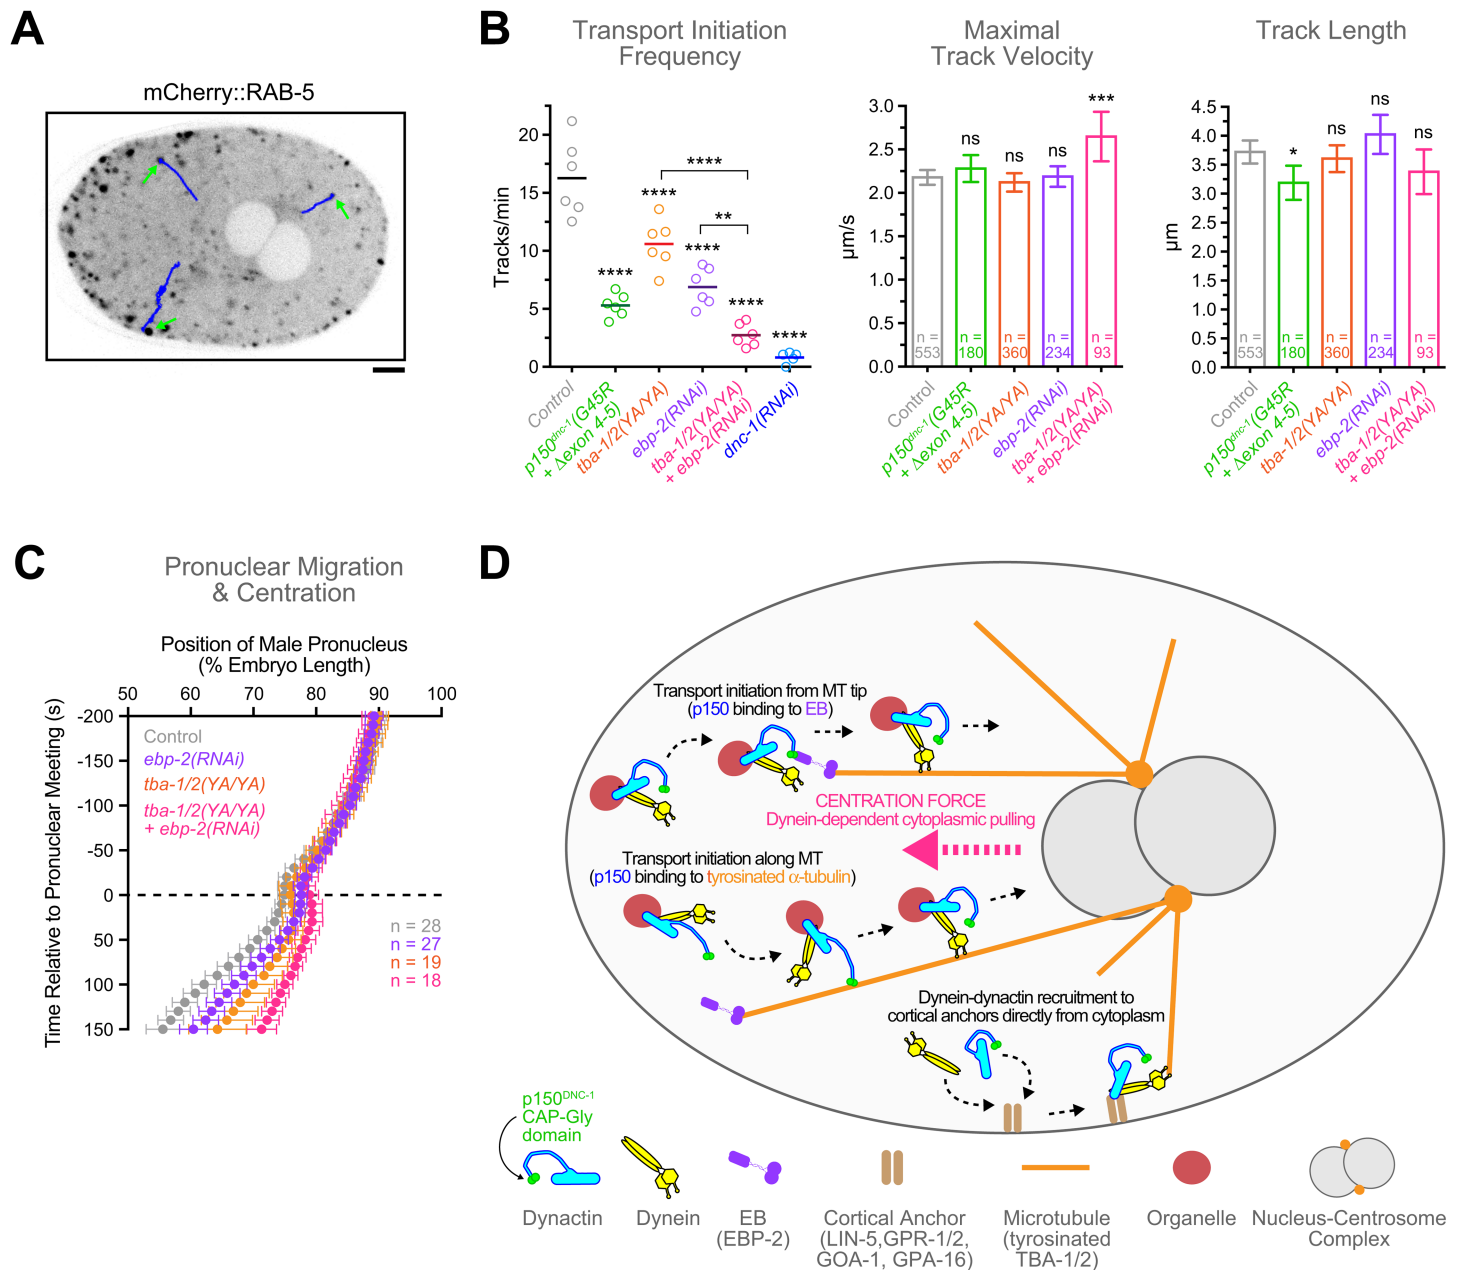 A
mCherry::RAB-5
B
Transport Initiation
Frequency
Tracks/min
20
15
10
5
0
****
****
****
****
****
****
**
Control
p150dnc-1(G45R
+ Δexon 4-5)
tba-1/2(YA/YA)
ebp-2(RNAi)
tba-1/2(YA/YA)
+ ebp-2(RNAi)
dnc-1(RNAi)
Maximal
Track Velocity
µm/s
3.0
2.5
2.0
1.5
1.0
0.5
0.0
ns
ns
ns
***
n =
553
n =
180
n =
360
n =
234
n =
93
Control
p150dnc-1(G45R
+ Δexon 4-5)
tba-1/2(YA/YA)
ebp-2(RNAi)
tba-1/2(YA/YA)
+ ebp-2(RNAi)
Track Length
µm
4.5
4.0
3.5
3.0
2.5
2.0
1.5
1.0
0.5
0.0
*
ns
ns
ns
n =
553
n =
180
n =
360
n =
234
n =
93
Control
p150dnc-1(G45R
+ Δexon 4-5)
tba-1/2(YA/YA)
ebp-2(RNAi)
tba-1/2(YA/YA)
+ ebp-2(RNAi)
C
Pronuclear Migration
& Centration
Position of Male Pronucleus
(% Embryo Length)
50 60 70 80 90 100
Time Relative to Pronuclear Meeting (s)
-200
-150
-100
-50
0
50
100
150
Control
ebp-2(RNAi)
tba-1/2(YA/YA)
tba-1/2(YA/YA)
+ ebp-2(RNAi)
n = 28
n = 27
n = 19
n = 18
D
Transport initiation from MT tip
(p150 binding to EB)
CENTRATION FORCE
Dynein-dependent cytoplasmic pulling
Transport initiation along MT
(p150 binding to tyrosinated α-tubulin)
Dynein-dynactin recruitment to
cortical anchors directly from cytoplasm
p150DNC-1
CAP-Gly
domain
Dynactin
Dynein
EB
(EBP-2)
Cortical Anchor
(LIN-5,GPR-1/2,
GOA-1, GPA-16)
Microtubule
(tyrosinated
TBA-1/2)
Organelle
Nucleus-Centrosome
Complex